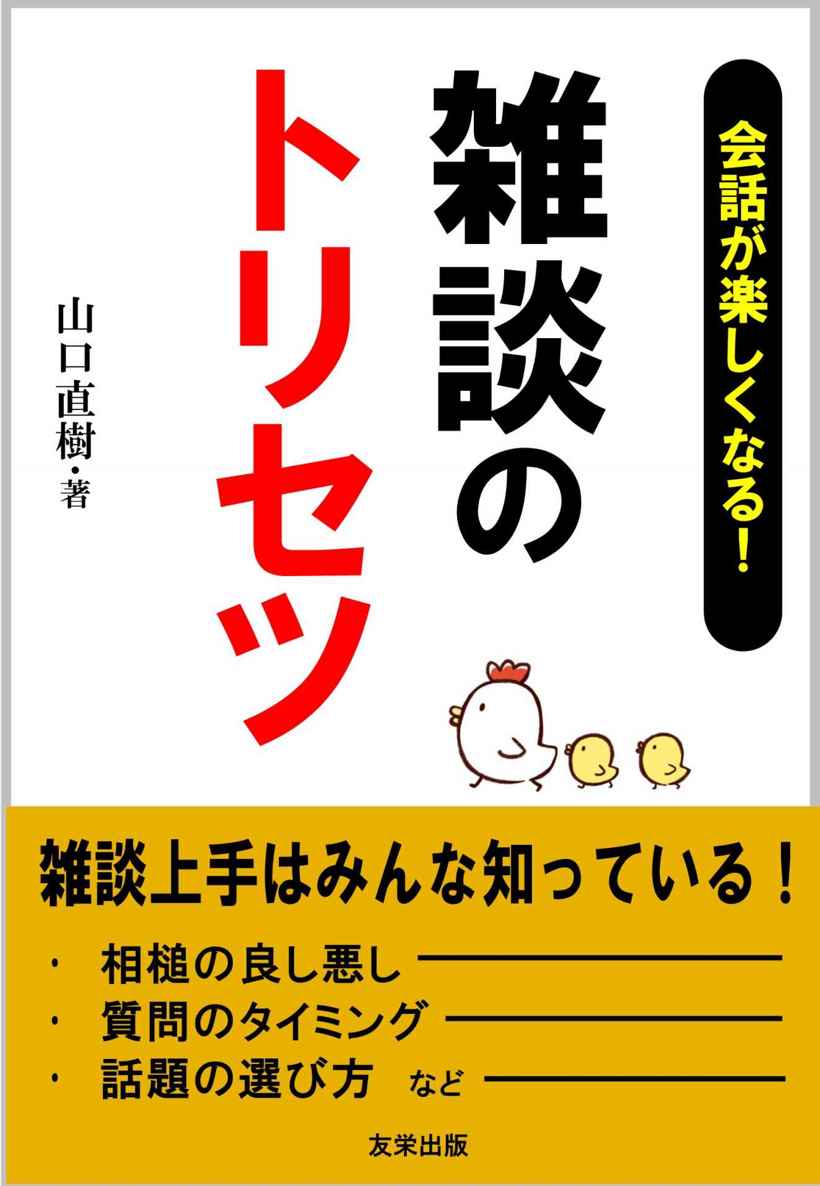 会話が楽しくなる！
雑談の
トリセツ
山口直樹・著
雑談上手はみんな知っている！
・ 相槌の良し悪し
・ 質問のタイミング
・ 話題の選び方 など
友栄出版